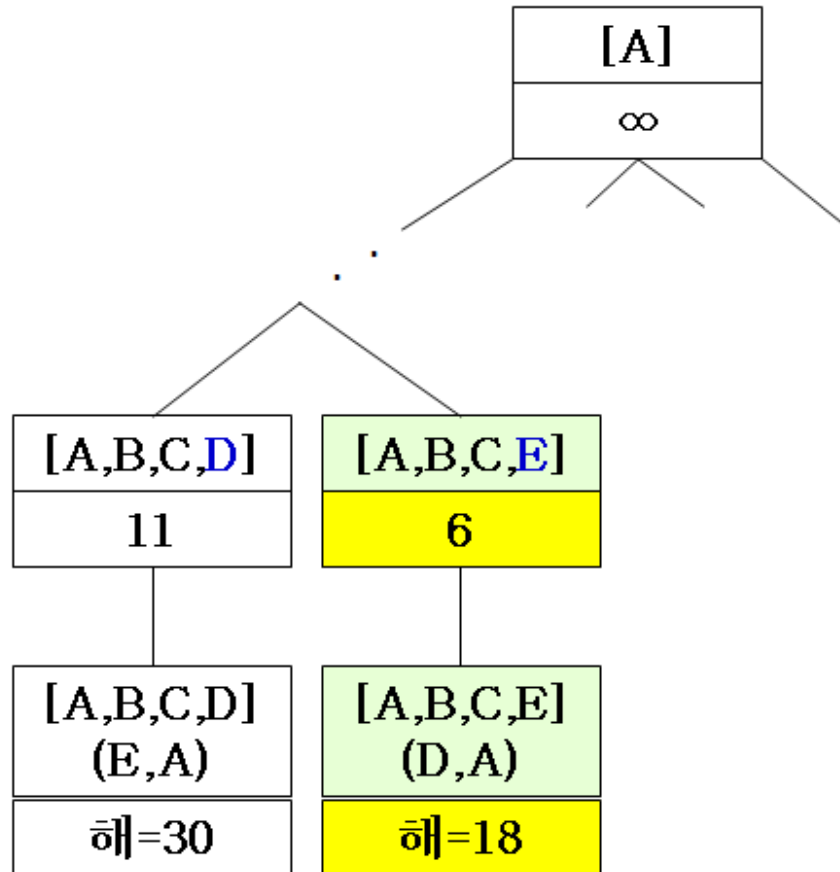 [A]
∞
[A,B,C,D]
11
[A,B,C,E]
6
[A,B,C,D]
(E,A)
해=30
[A,B,C,E]
(D,A)
해=18